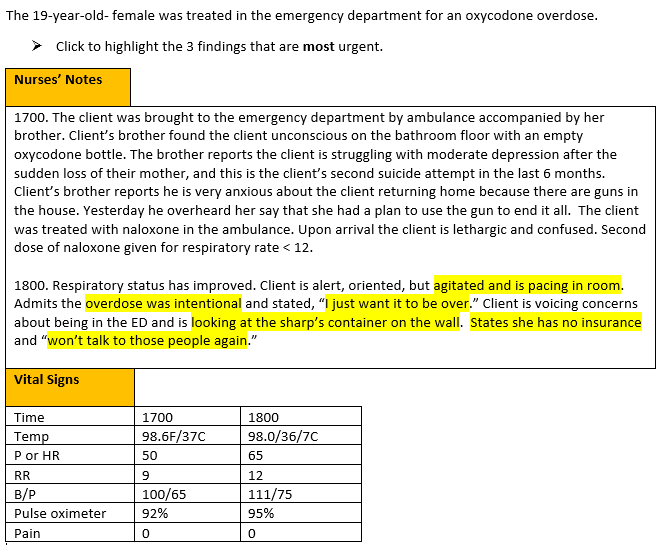 The 19-year-old- female was treated in the emergency department for an oxycodone overdose.
➢ Click to highlight the 3 findings that are most urgent.
Nurses’ Notes
1700. The client was brought to the emergency department by ambulance accompanied by her
brother. Client’s brother found the client unconscious on the bathroom floor with an empty
oxycodone bottle. The brother reports the client is struggling with moderate depression after the
sudden loss of their mother, and this is the client’s second suicide attempt in the last 6 months.
Client’s brother reports he is very anxious about the client returning home because there are guns in
the house. Yesterday he overheard her say that she had a plan to use the gun to end it all. The client
was treated with naloxone in the ambulance. Upon arrival the client is lethargic and confused. Second
dose of naloxone given for respiratory rate < 12.
1800. Respiratory status has improved. Client is alert, oriented, but agitated and is pacing in room.
Admits the overdose was intentional and stated, “I just want it to be over.” Client is voicing concerns
about being in the ED and is looking at the sharp’s container on the wall. States she has no insurance
and “won’t talk to those people again.”
Vital Signs
Time 1700 1800
Temp 98.6F/37C 98.0/36/7C
P or HR 50 65
RR 9 12
B/P 100/65 111/75
Pulse oximeter 92% 95%
Pain 0 0